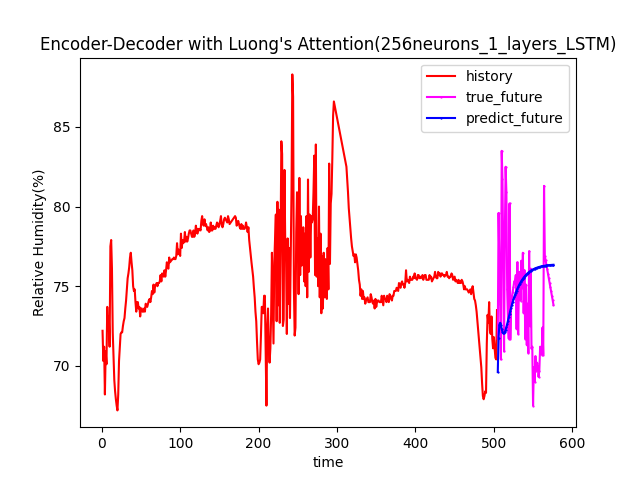 Encoder-Decoder with Luong's Attention(256neurons_1_layers_LSTM)
history
true_future
predict_future
Relative Humidity(%)
85
80
75
70
0 100 200 300 400 500 600
time